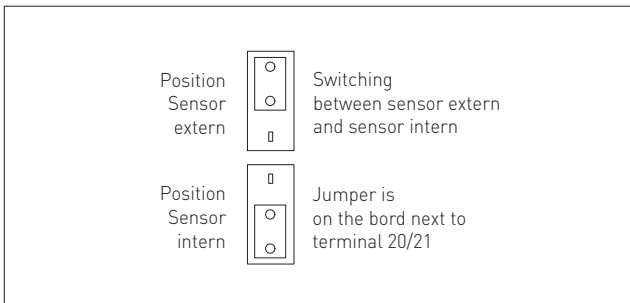 Position
Sensor
extern
Switching
between sensor extern
and sensor intern
Position
Sensor
intern
Jumper is
on the bord next to
terminal 20/21